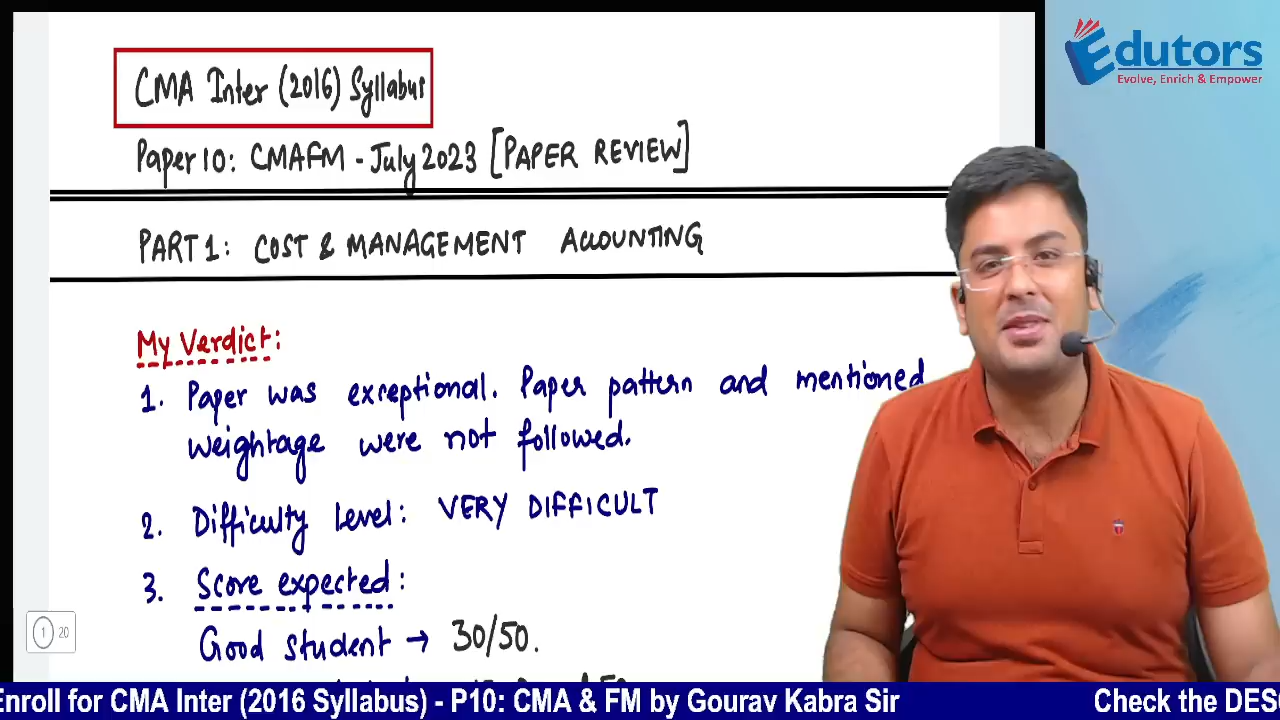 Edutors
Evolve, Enrich & Empower
CMA Inter (2016) Syllabus
Paper 10: CMAFM - July 2023 [PAPER REVIEW]
PART 1: COST & MANAGEMENT ACCOUNTING
My Verdict:
1. Paper was exceptional. Paper pattern and mentioned
weightage were not followed.
2. Difficulty Level: VERY DIFFICULT
3. Score expected:
Good student → 30/50.
1 20
Enroll for CMA Inter (2016 Syllabus) - P10: CMA & FM by Gourav Kabra Sir Check the DES